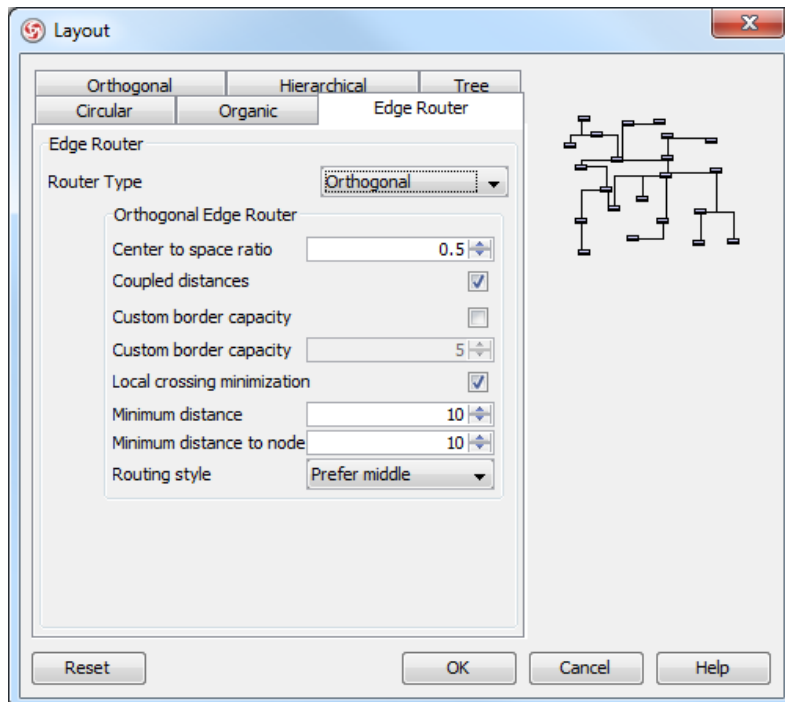 Layout
Orthogonal Hierarchical Tree
Circular Organic Edge Router
Edge Router
Router Type Orthogonal
Orthogonal Edge Router
Center to space ratio 0.5
Coupled distances
Custom border capacity
Custom border capacity 5
Local crossing minimization
Minimum distance 10
Minimum distance to node 10
Routing style Prefer middle
Reset OK Cancel Help